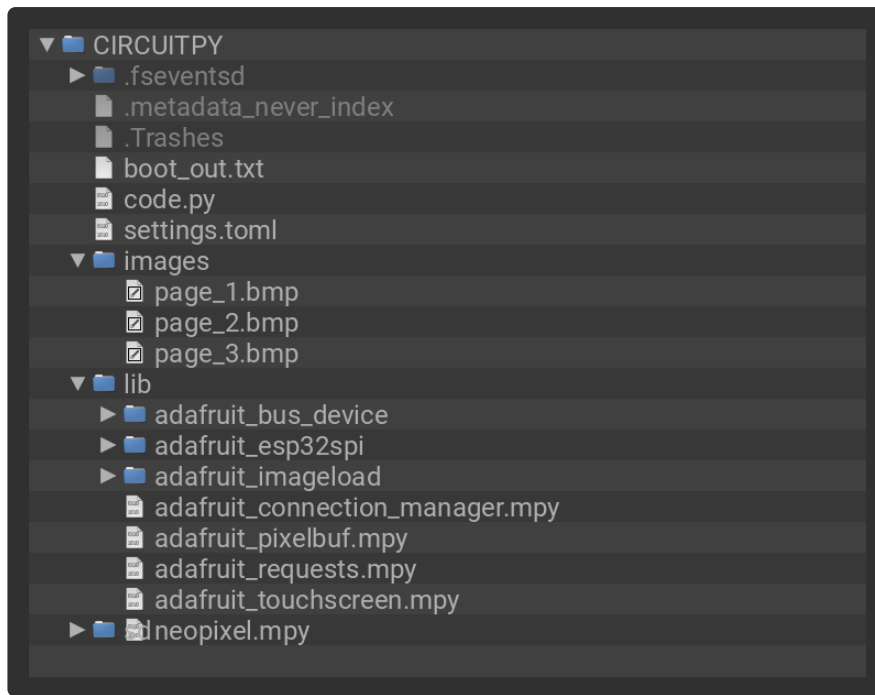 CIRCUITPY
.fseventsd
.metadata_never_index
.Trashes
boot_out.txt
code.py
settings.toml
images
page_1.bmp
page_2.bmp
page_3.bmp
lib
adafruit_bus_device
adafruit_esp32spi
adafruit_imageload
adafruit_connection_manager.mpy
adafruit_pixelbuf.mpy
adafruit_requests.mpy
adafruit_touchscreen.mpy
sd neopixel.mpy